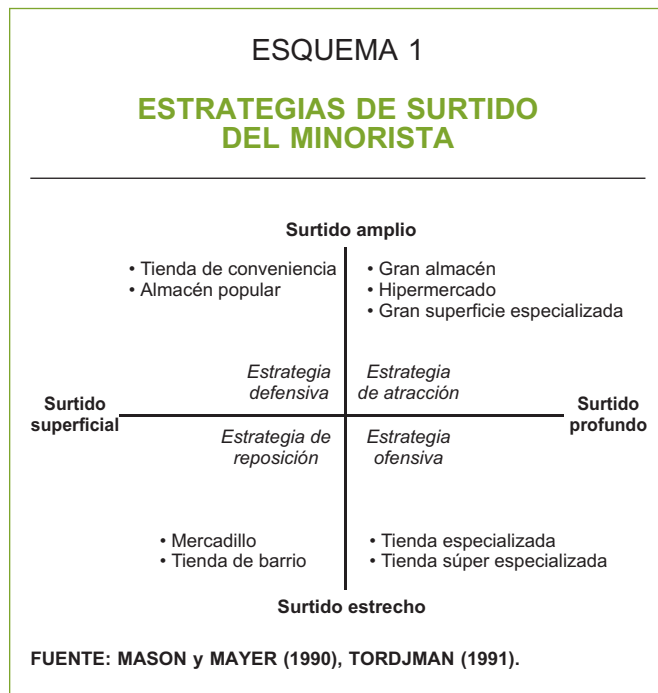 ESQUEMA 1
ESTRATEGIAS DE SURTIDO
DEL MINORISTA
Surtido amplio
• Tienda de conveniencia
• Almacén popular
• Gran almacén
• Hipermercado
• Gran superficie especializada
Estrategia
defensiva
Estrategia
de atracción
Surtido
superficial
Surtido
profundo
Estrategia de
reposición
Estrategia
ofensiva
• Mercadillo
• Tienda de barrio
• Tienda especializada
• Tienda súper especializada
Surtido estrecho
FUENTE: MASON y MAYER (1990), TORDJMAN (1991).